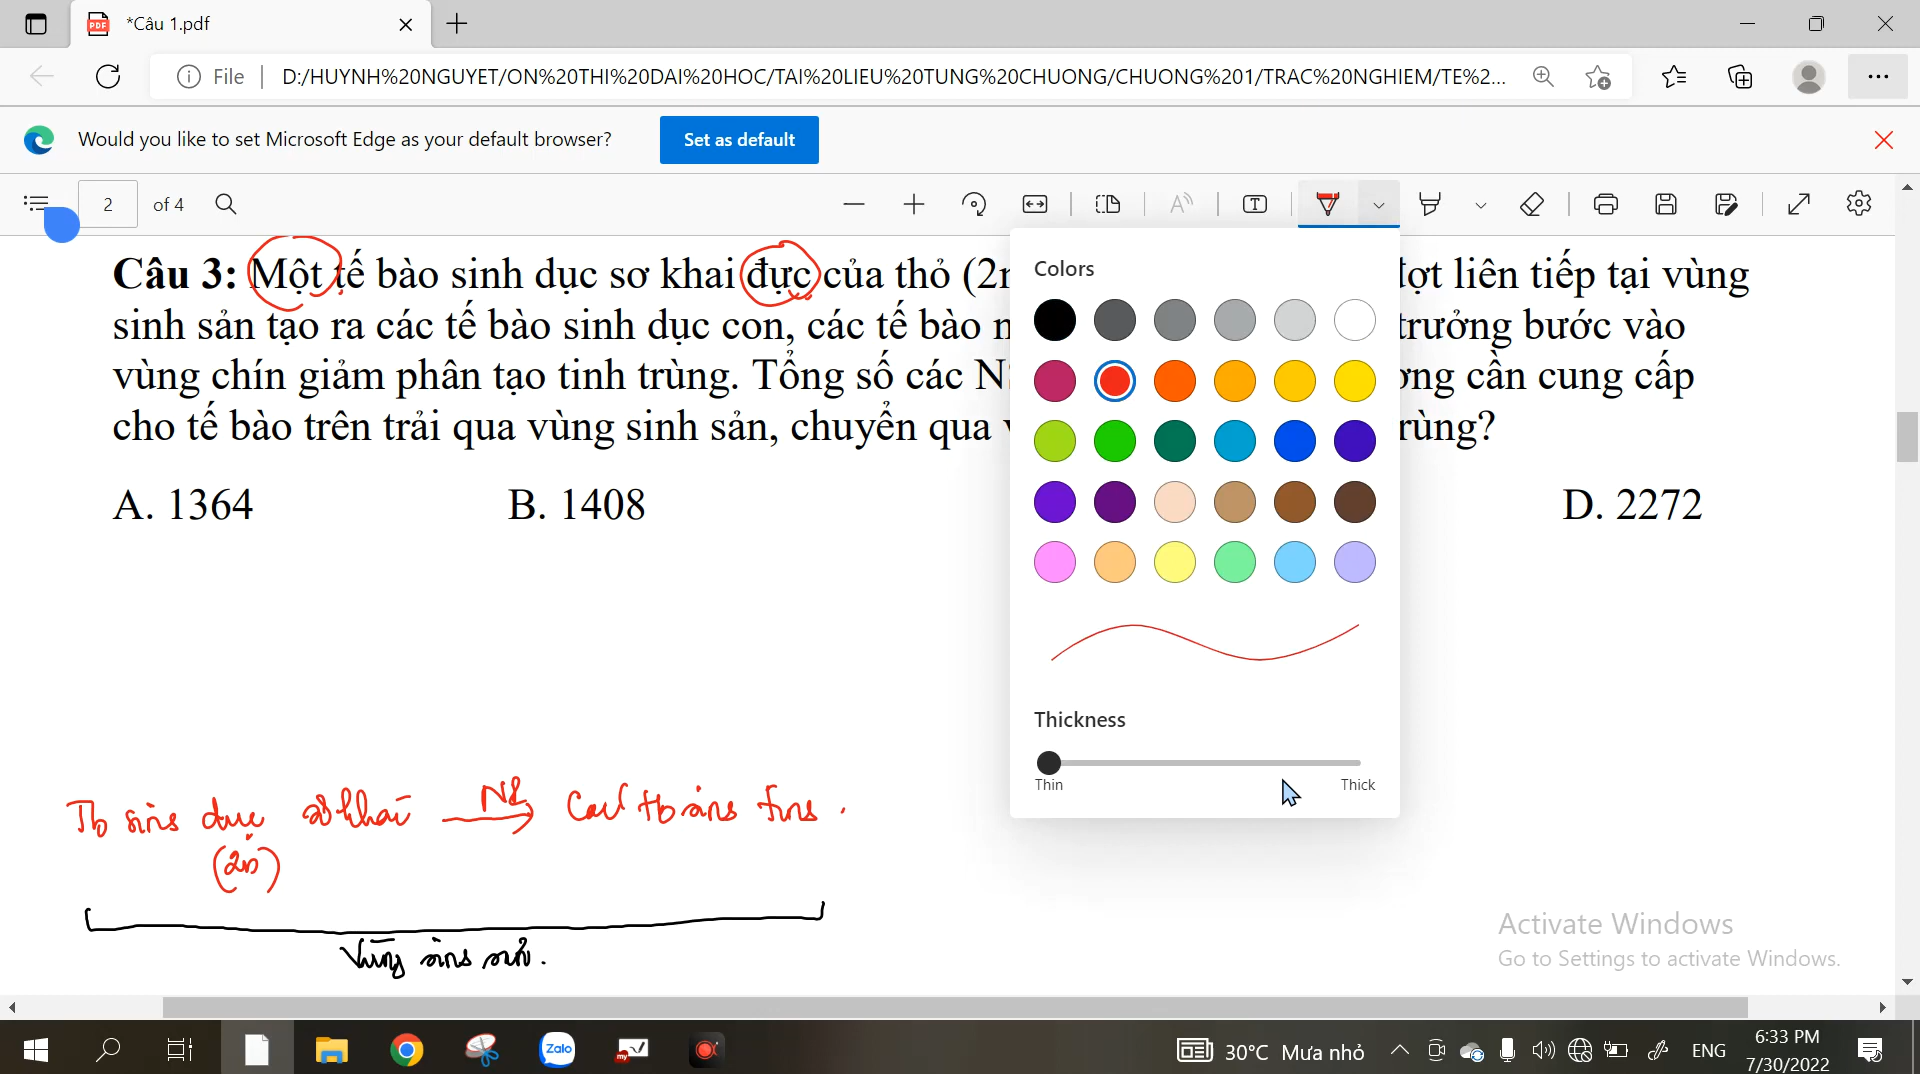 *Câu 1.pdf
File
D:/HUYNH%20NGUYET/ON%20THI%20DAI%20HOC/TAI%20LIEU%20TUNG%20CHUONG/CHUONG%201/TRAC%20NGHIEM/TE%2...
Would you like to set Microsoft Edge as your default browser?
Set as default
2 of 4
Câu 3: Một tế bào sinh dục sơ khai đực của thỏ (2n đợt liên tiếp tại vùng
sinh sản tạo ra các tế bào sinh dục con, các tế bào trưởng bước vào
vùng chín giảm phân tạo tinh trùng. Tổng số các NS cần cung cấp
cho tế bào trên trải qua vùng sinh sản, chuyển qua
A. 1364 B. 1408 D. 2272
Colors
Thickness
Thin Thick
(2n)
Activate Windows
Go to Settings to activate Windows.
Zalo
my
30°C Mưa nhỏ
ENG
6:33 PM
7/30/2022